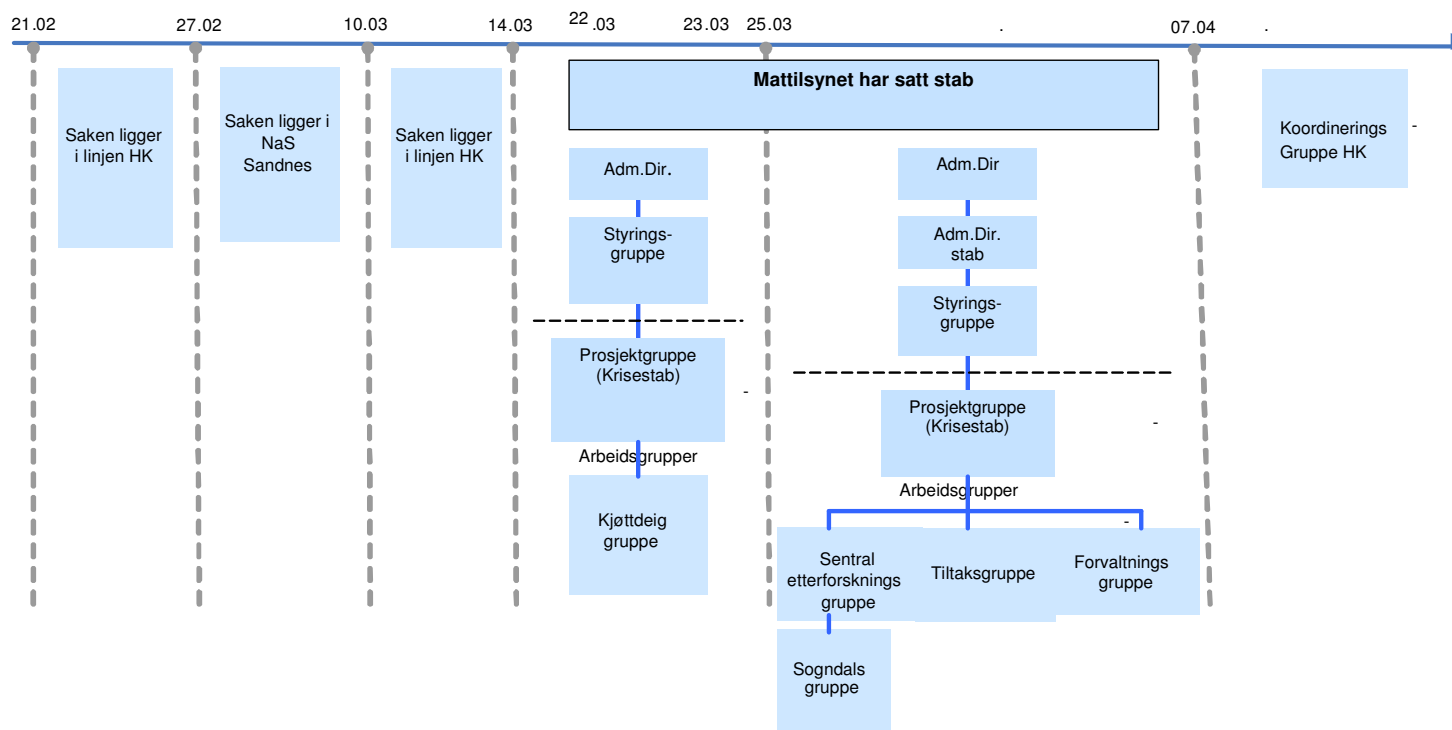 21.02
27.02
10.03
14.03
22.03
23.03
25.03
07.04
Mattilsynet har satt stab
Saken ligger
i linjen HK
Saken ligger i
NaS
Sandnes
Saken ligger
i linjen HK
Koordinerings
Gruppe HK
-
Adm.Dir.
Styrings-
gruppe
Prosjektgruppe
(Krisestab)
-
Arbeidsgrupper
Kjøttdeig
gruppe
Adm.Dir
Adm.Dir.
stab
Styrings-
gruppe
Prosjektgruppe
(Krisestab)
-
Arbeidsgrupper
-
Sentral
etterforsknings
gruppe
Tiltaksgruppe
Forvaltnings
gruppe
Sogndals
gruppe